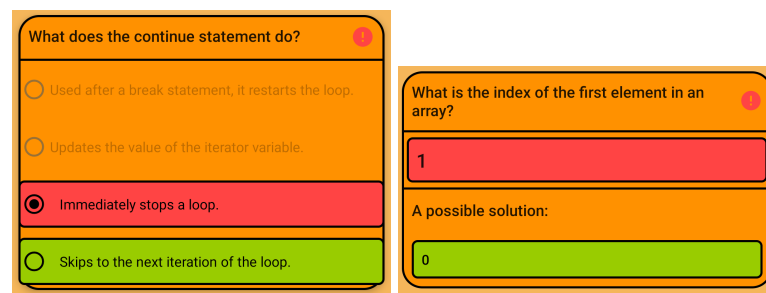 What does the continue statement do?
!
Used after a break statement, it restarts the loop.
Updates the value of the iterator variable.
Immediately stops a loop.
Skips to the next iteration of the loop.
What is the index of the first element in an
array?
!
1
A possible solution:
0